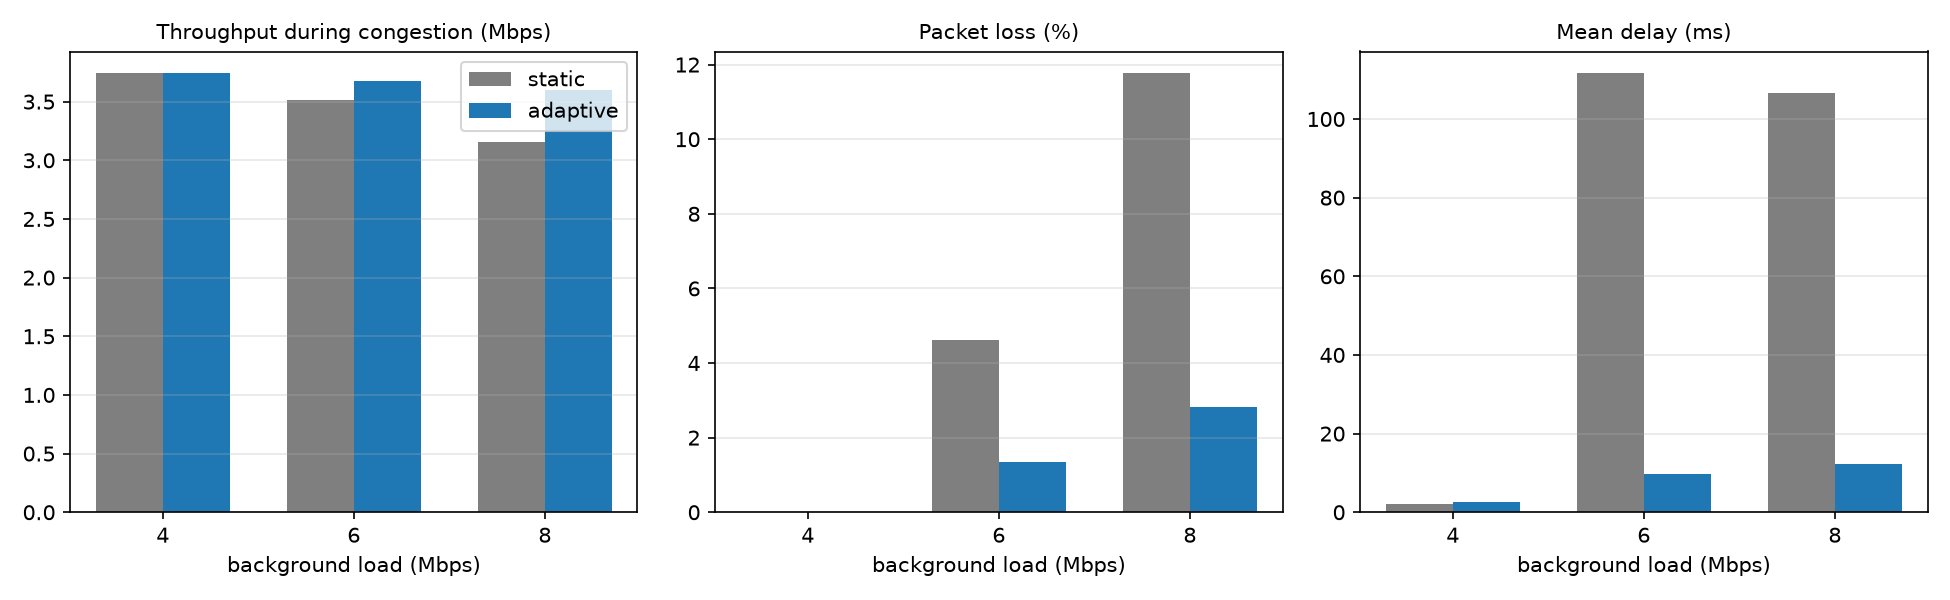 Throughput during congestion (Mbps)
static
adaptive
3.5
3.0
2.5
2.0
1.5
1.0
0.5
0.0
4 6 8
background load (Mbps)
Packet loss (%)
12
10
8
6
4
2
0
4 6 8
background load (Mbps)
Mean delay (ms)
100
80
60
40
20
0
4 6 8
background load (Mbps)